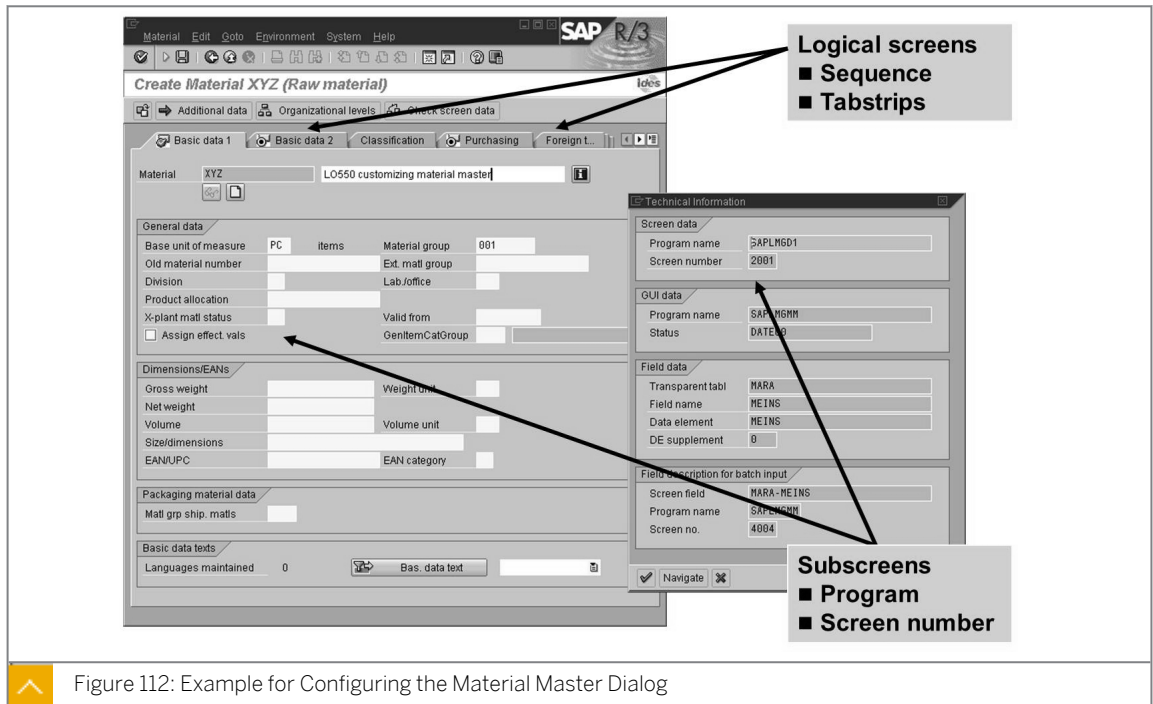 Material Edit Goto Environment System Help
SAP R/3
Create Material XYZ (Raw material)
ides
Additional data Organizational levels Check screen data
Basic data 1 Basic data 2 Classification Purchasing Foreign t...
Material XYZ LO550 customizing material master
General data
Base unit of measure PC items Material group 001
Old material number Ext. matl group
Division Lab./office
Product allocation
X-plant matl status Valid from
Assign effect. vals GenItemCatGroup
Dimensions/EANs
Gross weight Weight unit
Net weight
Volume Volume unit
Size/dimensions
EAN/UPC EAN category
Packaging material data
Matl grp ship. matls
Basic data texts
Languages maintained 0 Bas. data text
Logical screens
■ Sequence
■ Tabstrips
Technical Information
Screen data
Program name SAPLMGD1
Screen number 2001
GUI data
Program name SAPLMGMM
Status DATE00
Field data
Transparent tabl MARA
Field name MEINS
Data element MEINS
DE supplement 0
Field description for batch input
Screen field MARA-MEINS
Program name SAPLMGMM
Screen no. 4004
Navigate
Subscreens
■ Program
■ Screen number
Figure 112: Example for Configuring the Material Master Dialog